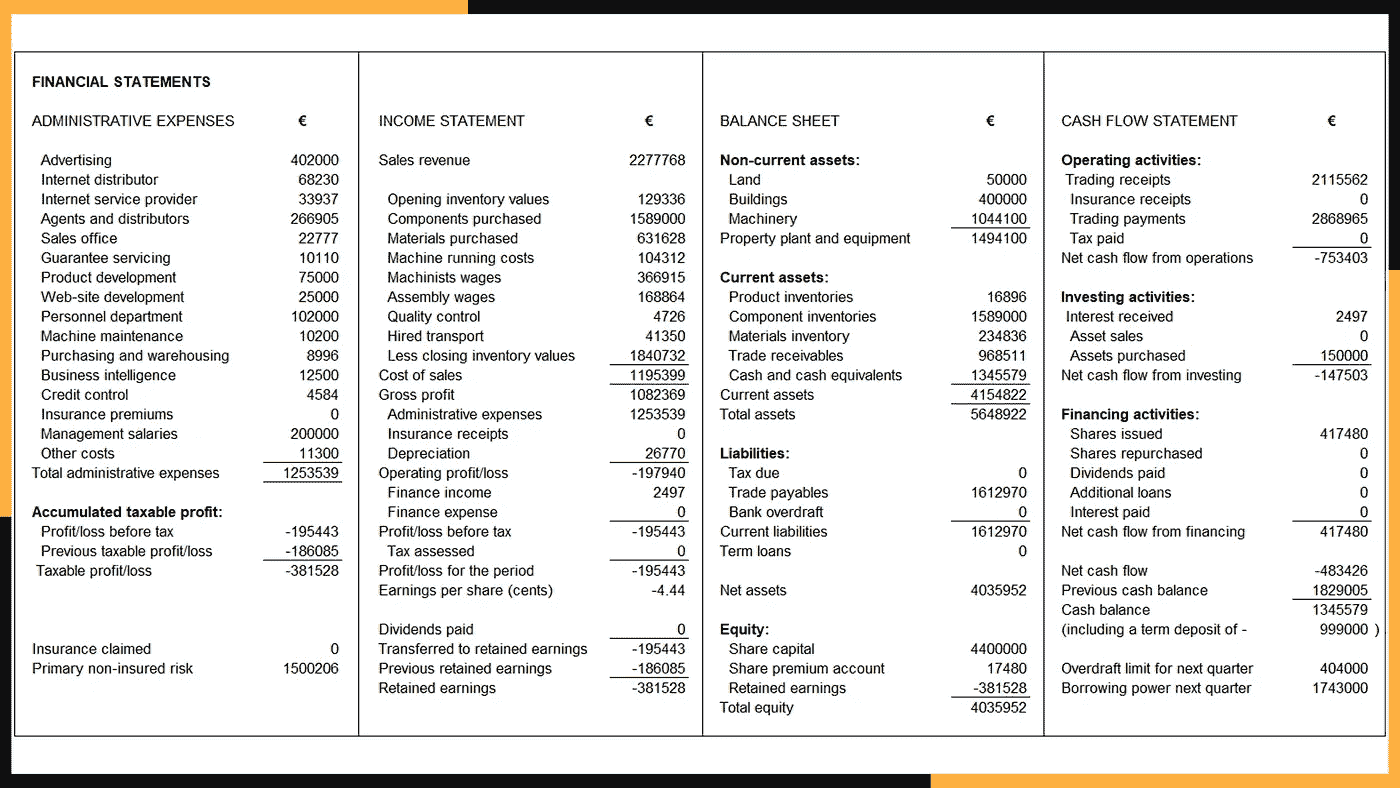 FINANCIAL STATEMENTS
ADMINISTRATIVE EXPENSES €
Advertising 402000
Internet distributor 68230
Internet service provider 33937
Agents and distributors 266905
Sales office 22777
Guarantee servicing 10110
Product development 75000
Web-site development 25000
Personnel department 102000
Machine maintenance 10200
Purchasing and warehousing 8996
Business intelligence 12500
Credit control 4584
Insurance premiums 0
Management salaries 200000
Other costs 11300
Total administrative expenses 1253539
Accumulated taxable profit:
Profit/loss before tax -195443
Previous taxable profit/loss -186085
Taxable profit/loss -381528
Insurance claimed 0
Primary non-insured risk 1500206
INCOME STATEMENT €
Sales revenue 2277768
Opening inventory values 129336
Components purchased 1589000
Materials purchased 631628
Machine running costs 104312
Machinists wages 366915
Assembly wages 168864
Quality control 4726
Hired transport 41350
Less closing inventory values 1840732
Cost of sales 1195399
Gross profit 1082369
Administrative expenses 1253539
Insurance receipts 0
Depreciation 26770
Operating profit/loss -197940
Finance income 2497
Finance expense 0
Profit/loss before tax -195443
Tax assessed 0
Profit/loss for the period -195443
Earnings per share (cents) -4.44
Dividends paid 0
Transferred to retained earnings -195443
Previous retained earnings -186085
Retained earnings -381528
BALANCE SHEET €
Non-current assets:
Land 50000
Buildings 400000
Machinery 1044100
Property plant and equipment 1494100
Current assets:
Product inventories 16896
Component inventories 1589000
Materials inventory 234836
Trade receivables 968511
Cash and cash equivalents 1345579
Current assets 4154822
Total assets 5648922
Liabilities:
Tax due 0
Trade payables 1612970
Bank overdraft 0
Current liabilities 1612970
Term loans 0
Net assets 4035952
Equity:
Share capital 4400000
Share premium account 17480
Retained earnings -381528
Total equity 4035952
CASH FLOW STATEMENT €
Operating activities:
Trading receipts 2115562
Insurance receipts 0
Trading payments 2868965
Tax paid 0
Net cash flow from operations -753403
Investing activities:
Interest received 2497
Asset sales 0
Assets purchased 150000
Net cash flow from investing -147503
Financing activities:
Shares issued 417480
Shares repurchased 0
Dividends paid 0
Additional loans 0
Interest paid 0
Net cash flow from financing 417480
Net cash flow -483426
Previous cash balance 1829005
Cash balance 1345579
(including a term deposit of - 999000 )
Overdraft limit for next quarter 404000
Borrowing power next quarter 1743000